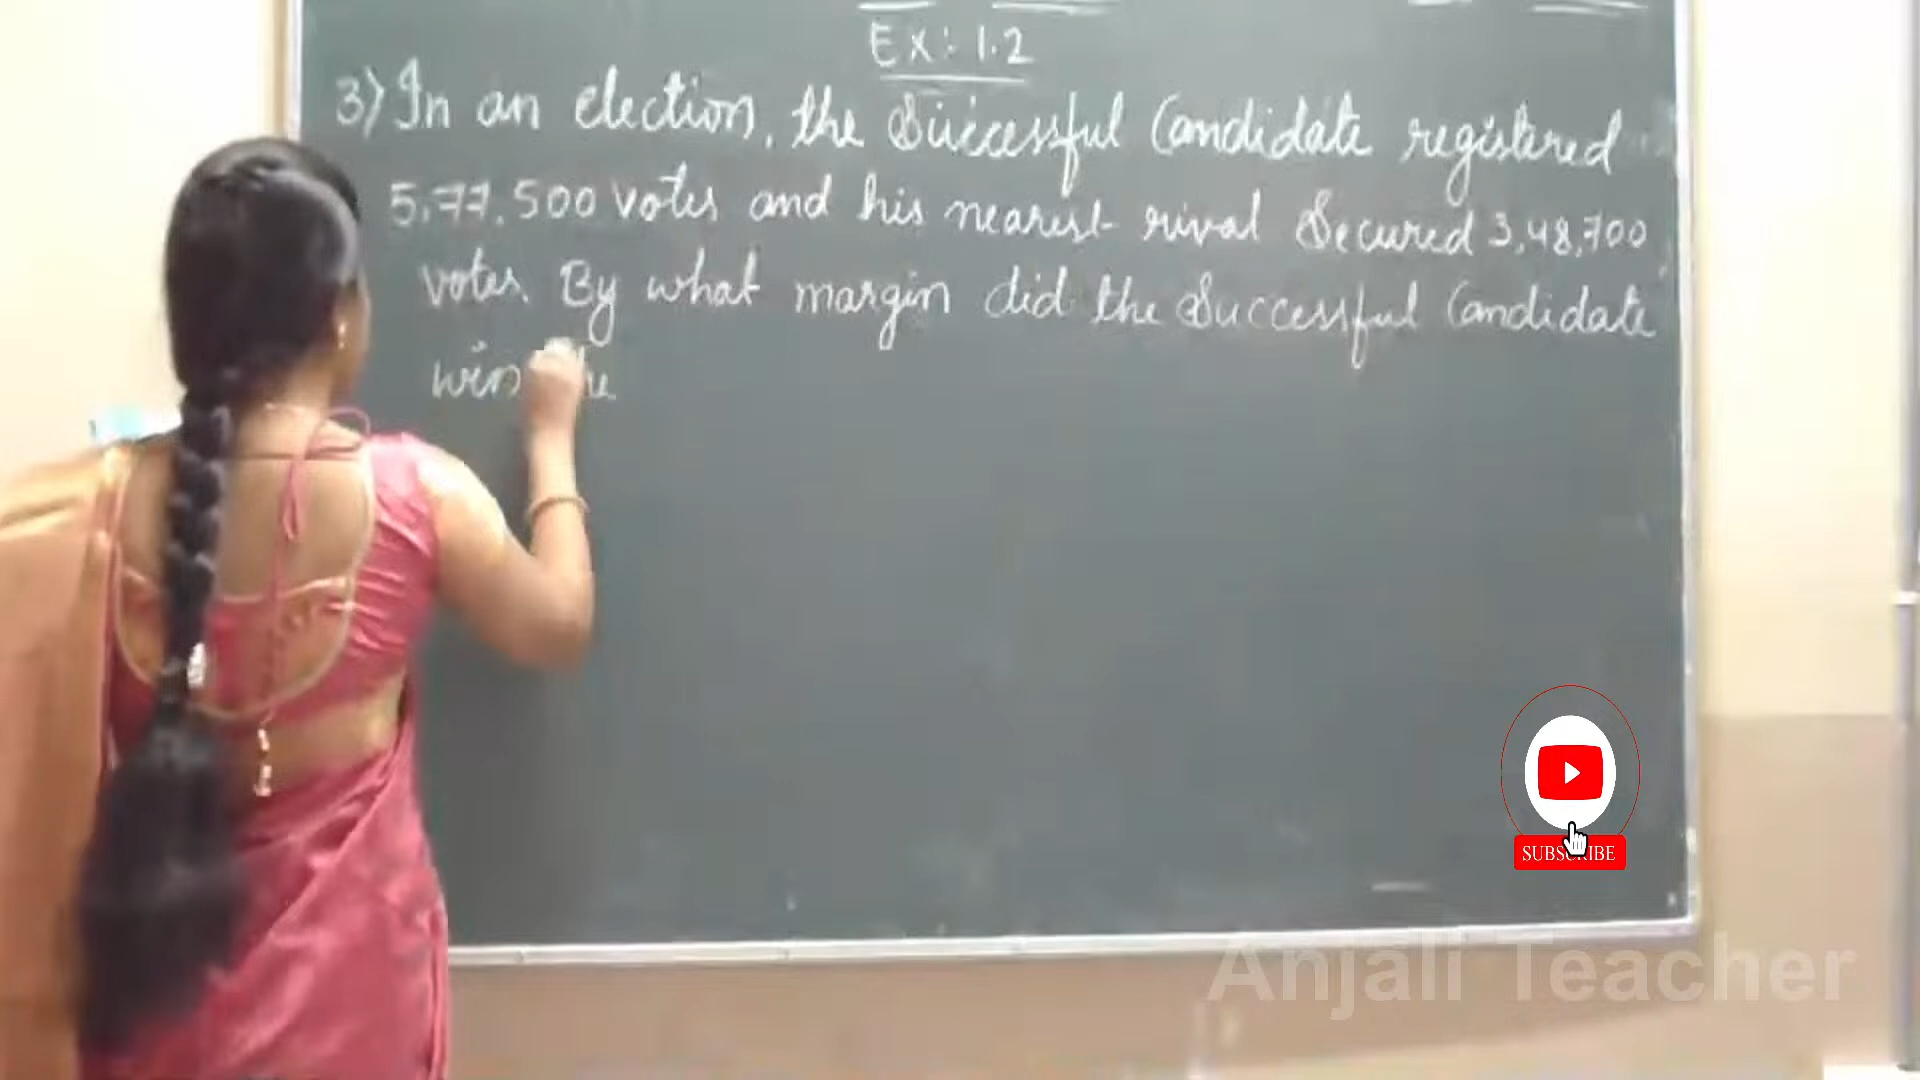 Ex:- 1.2
3) In an election, the Successful Candidate registered
5,77,500 votes and his nearest rival Secured 3,48,700
votes. By what margin did the Successful Candidate
win
SUBSCRIBE
Anjali Teacher